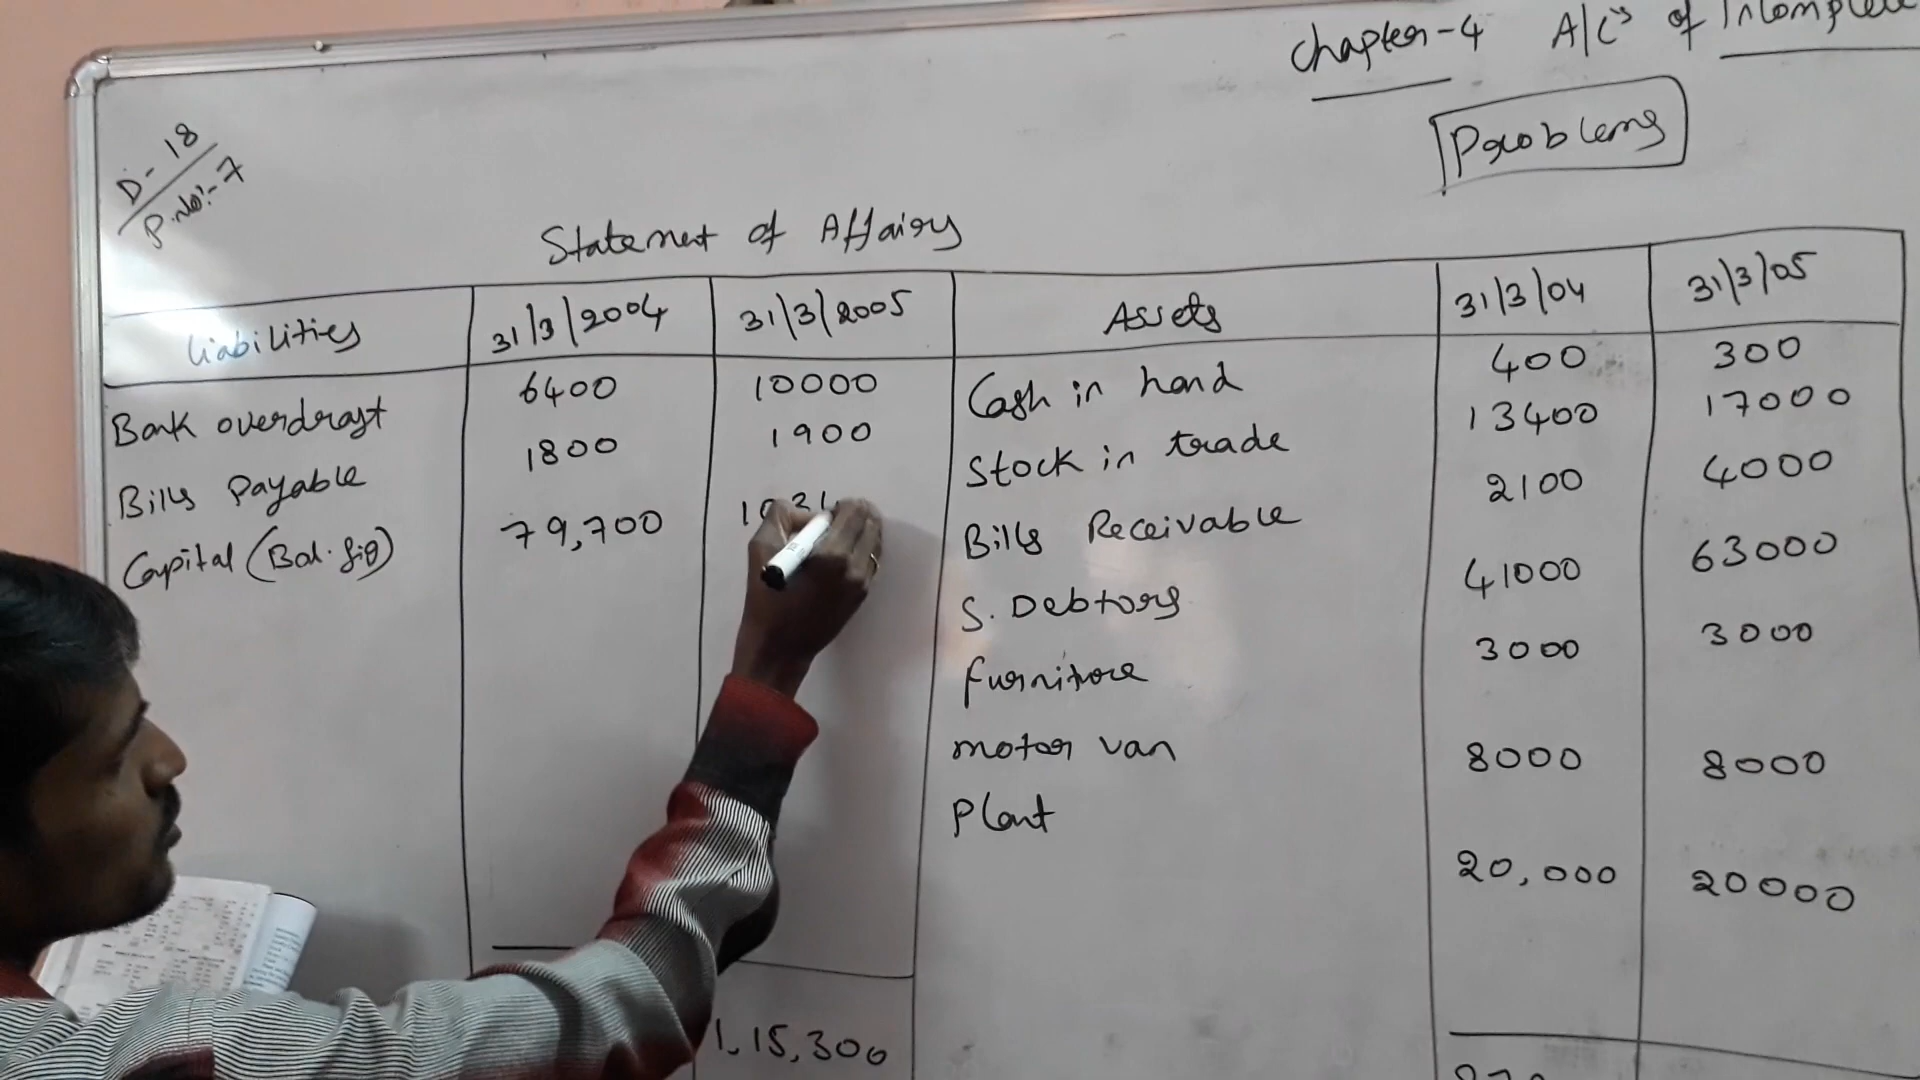 Chapter-4 A/C's of Incomplete
Problems
D-18
P.No:-7
Statement of Affairs
Liabilities 31/3/2004 31/3/2005 Assets 31/3/04 31/3/05
Bank overdraft 6400 10000 Cash in hand 400 300
Bills Payable 1800 1900 Stock in trade 13400 17000
Capital (Bal. fig) 79,700 1034 Bills Receivable 2100 4000
S. Debtors 41000 63000
Furniture 3000 3000
motor van 8000 8000
Plant 20,000 20000
1,15,300